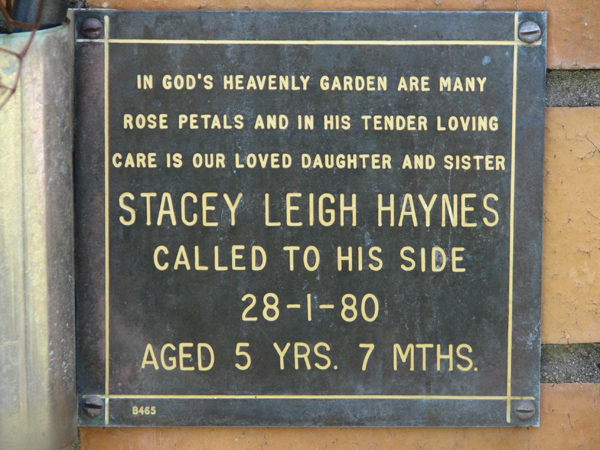 IN GOD'S HEAVENLY GARDEN ARE MANY
ROSE PETALS AND IN HIS TENDER LOVING
CARE IS OUR LOVED DAUGHTER AND SISTER
STACEY LEIGH HAYNES
CALLED TO HIS SIDE
28-1-80
AGED 5 YRS. 7 MTHS.
B465